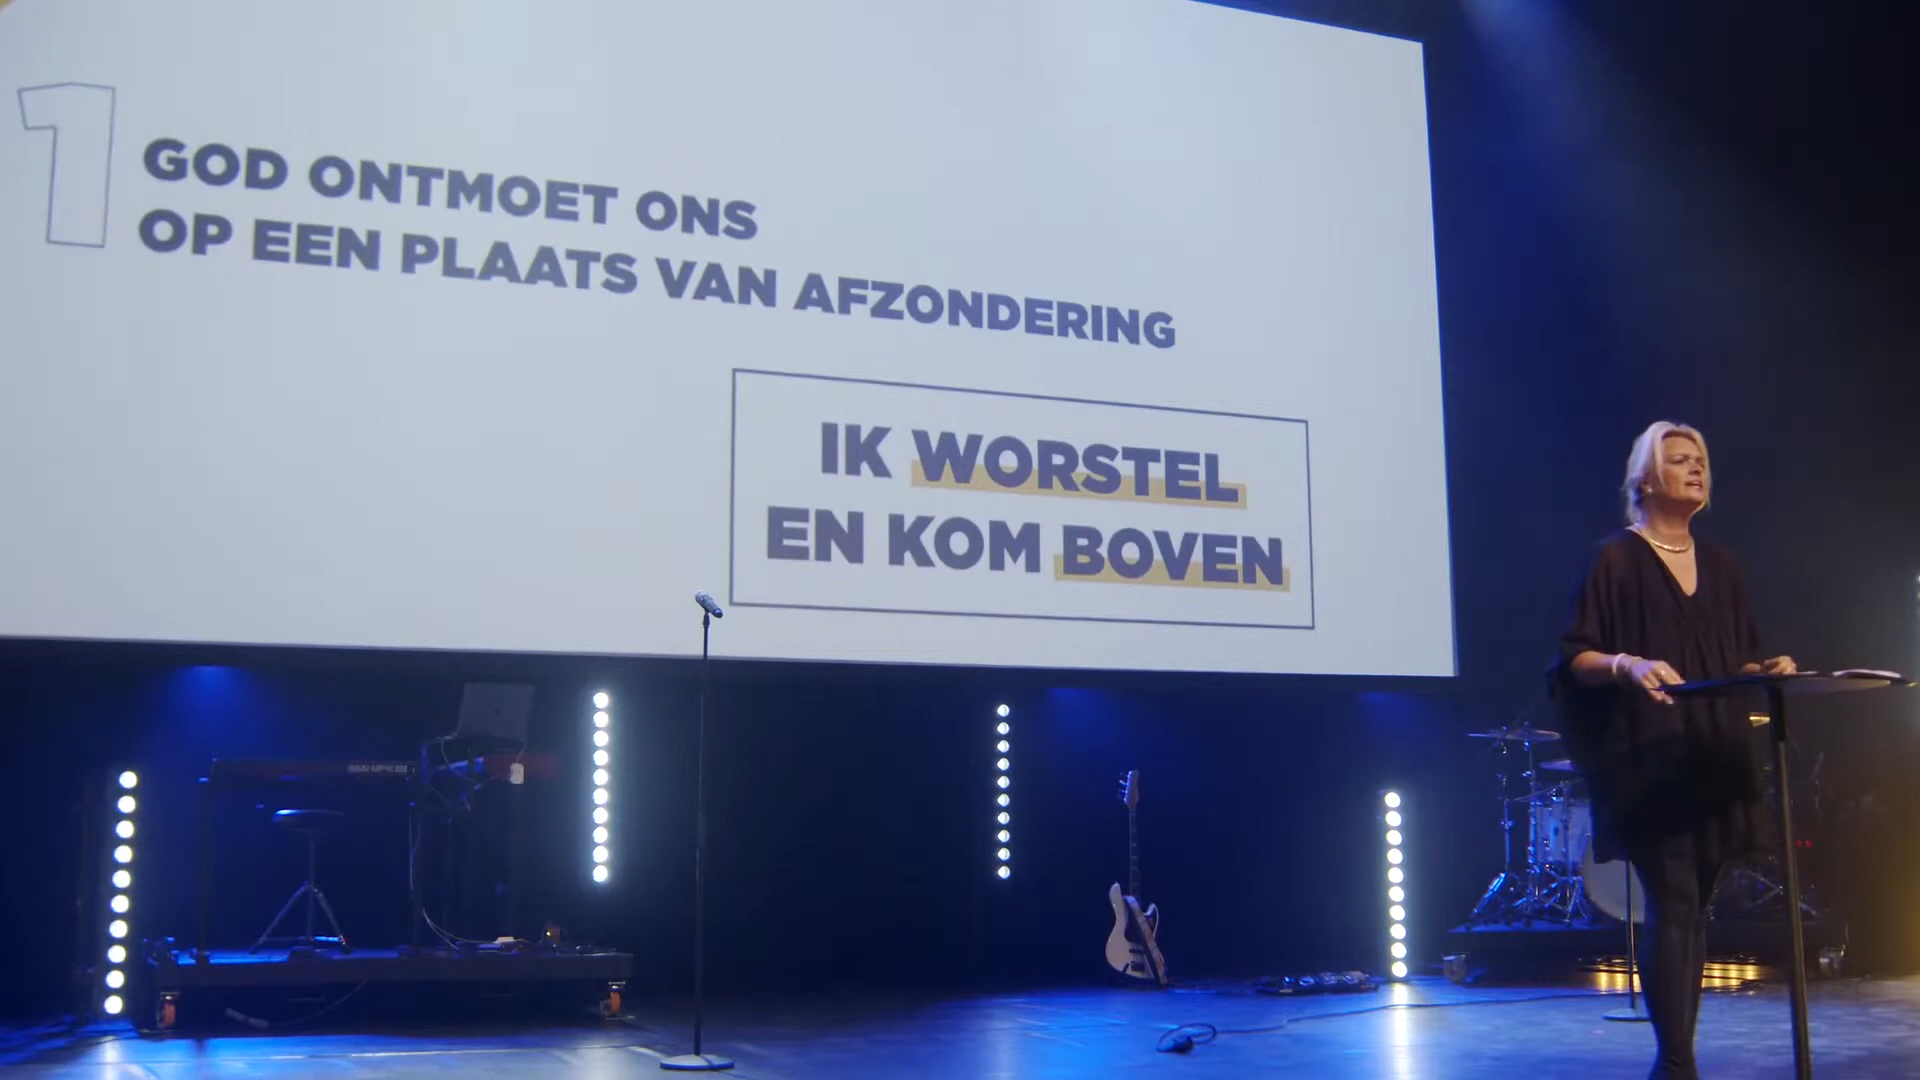 1
GOD ONTMOET ONS
OP EEN PLAATS VAN AFZONDERING
IK WORSTEL
EN KOM BOVEN